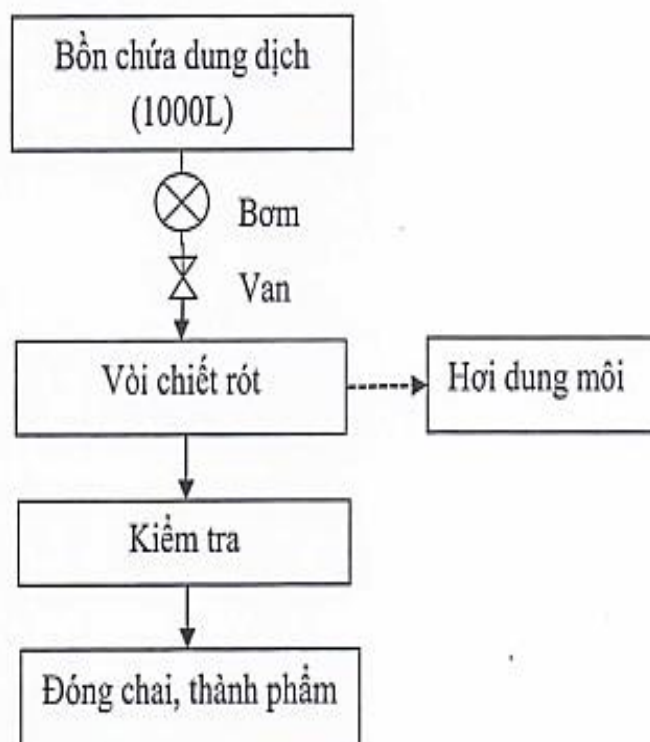 Bồn chứa dung dịch
(1000L)
Bơm
Van
Vòi chiết rót
Hơi dung môi
Kiểm tra
Đóng chai, thành phẩm